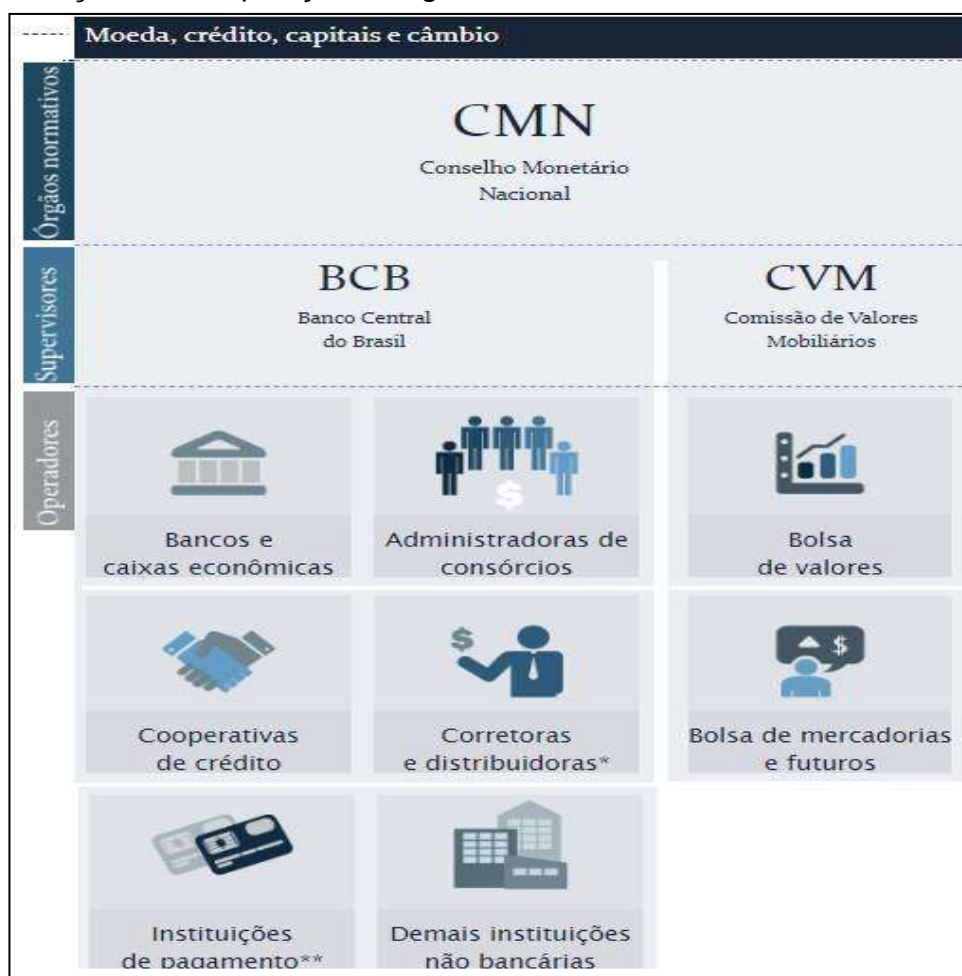 Moeda, crédito, capitais e câmbio
Órgãos normativos
CMN
Conselho Monetário
Nacional
Supervisores
BCB
Banco Central
do Brasil
CVM
Comissão de Valores
Mobiliários
Operadores
Bancos e
caixas econômicas
Administradoras de
consórcios
Bolsa
de valores
Cooperativas
de crédito
Corretoras
e distribuidoras*
Bolsa de mercadorias
e futuros
Instituições
de pagamento**
Demais instituições
não bancárias